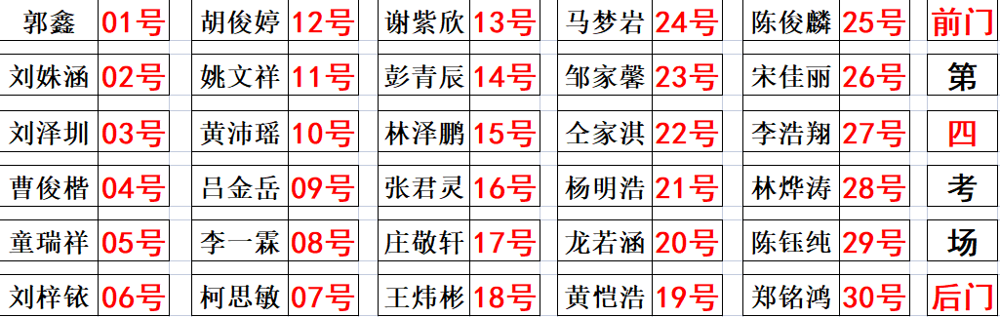 郭鑫 01号 胡俊婷 12号 谢紫欣 13号 马梦岩 24号 陈俊麟 25号 前门
刘姝涵 02号 姚文祥 11号 彭青辰 14号 邹家馨 23号 宋佳丽 26号 第
刘泽圳 03号 黄沛瑶 10号 林泽鹏 15号 仝家淇 22号 李浩翔 27号 四
曹俊楷 04号 吕金岳 09号 张君灵 16号 杨明浩 21号 林烨涛 28号 考
童瑞祥 05号 李一霖 08号 庄敬轩 17号 龙若涵 20号 陈钰纯 29号 场
刘梓铱 06号 柯思敏 07号 王炜彬 18号 黄恺浩 19号 郑铭鸿 30号 后门